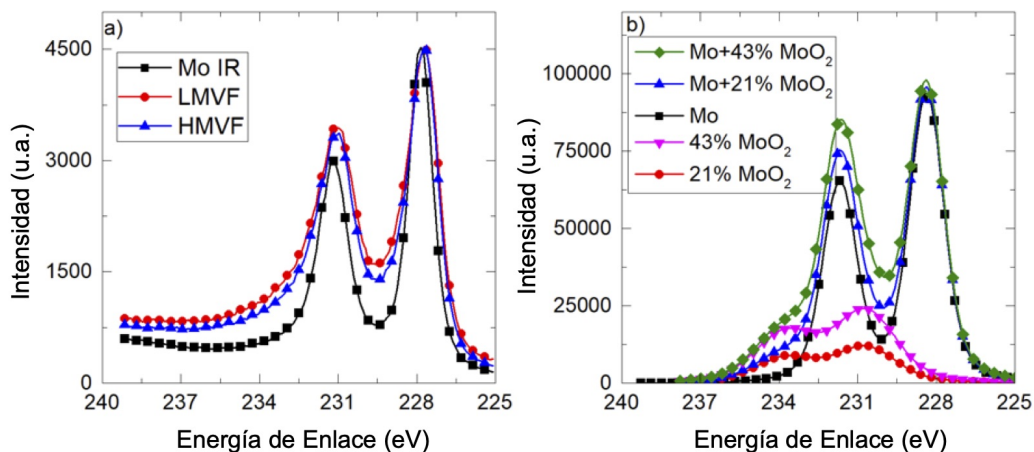 a)
Mo IR
LMVF
HMVF
Intensidad (u.a.)
4500
3000
1500
0
240 237 234 231 228 225
Energía de Enlace (eV)
b)
Mo+43% MoO₂
Mo+21% MoO₂
Mo
43% MoO₂
21% MoO₂
Intensidad (u.a.)
100000
75000
50000
25000
0
240 237 234 231 228 225
Energía de Enlace (eV)